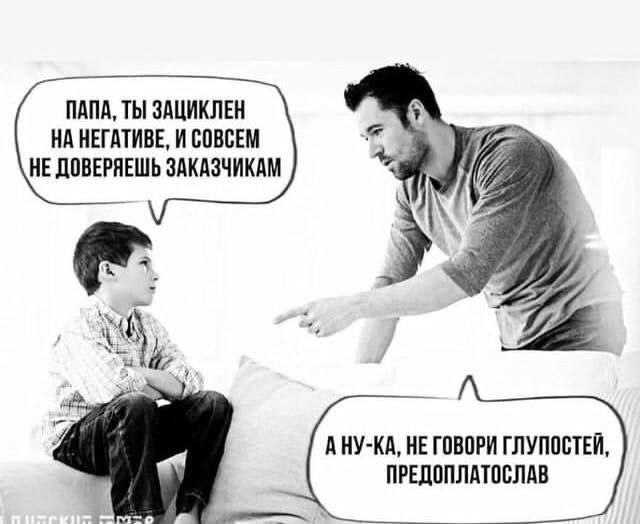 ПАПА, ТЫ ЗАЦИКЛЕН
НА НЕГАТИВЕ, И СОВСЕМ
НЕ ДОВЕРЯЕШЬ ЗАКАЗЧИКАМ
А НУ-КА, НЕ ГОВОРИ ГЛУПОСТЕЙ,
ПРЕДОПЛАТОСЛАВ